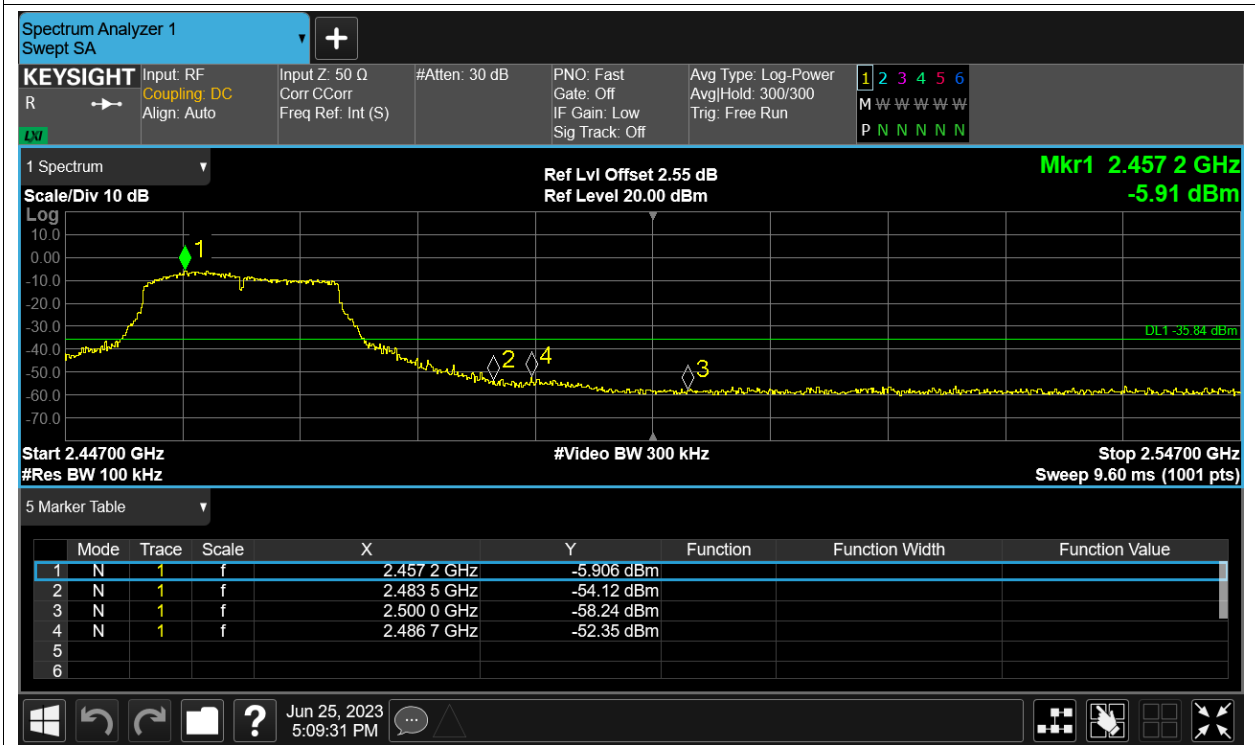 Spectrum Analyzer 1
Swept SA
KEYSIGHT
R
LXI
Input: RF
Coupling: DC
Align: Auto
Input Z: 50 Ω
Corr CCorr
Freq Ref: Int (S)
#Atten: 30 dB
PNO: Fast
Gate: Off
IF Gain: Low
Sig Track: Off
Avg Type: Log-Power
Avg|Hold: 300/300
Trig: Free Run
1 2 3 4 5 6
M W W W W W
P N N N N N
1 Spectrum
Scale/Div 10 dB
Ref Lvl Offset 2.55 dB
Ref Level 20.00 dBm
Mkr1 2.457 2 GHz
-5.91 dBm
Log
10.0
0.00
-10.0
-20.0
-30.0
-40.0
-50.0
-60.0
-70.0
1
2
4
3
DL1 -35.84 dBm
Start 2.44700 GHz
#Video BW 300 kHz
Stop 2.54700 GHz
#Res BW 100 kHz
Sweep 9.60 ms (1001 pts)
5 Marker Table
Mode Trace Scale X Y Function Function Width Function Value
1 N 1 f 2.457 2 GHz -5.906 dBm
2 N 1 f 2.483 5 GHz -54.12 dBm
3 N 1 f 2.500 0 GHz -58.24 dBm
4 N 1 f 2.486 7 GHz -52.35 dBm
5
6
?
Jun 25, 2023
5:09:31 PM